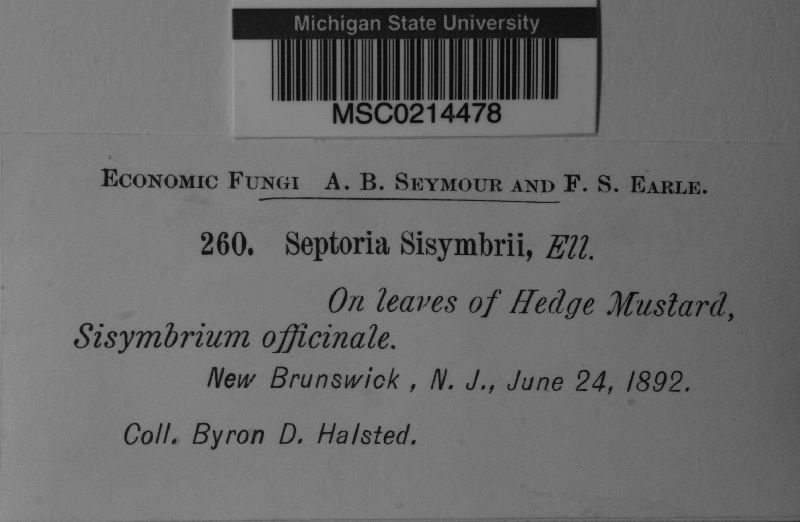 Michigan State University
MSC0214478
Economic Fungi A. B. Seymour and F. S. Earle.
260. Septoria Sisymbrii, Ell.
On leaves of Hedge Mustard,
Sisymbrium officinale.
New Brunswick, N. J., June 24, 1892.
Coll. Byron D. Halsted.